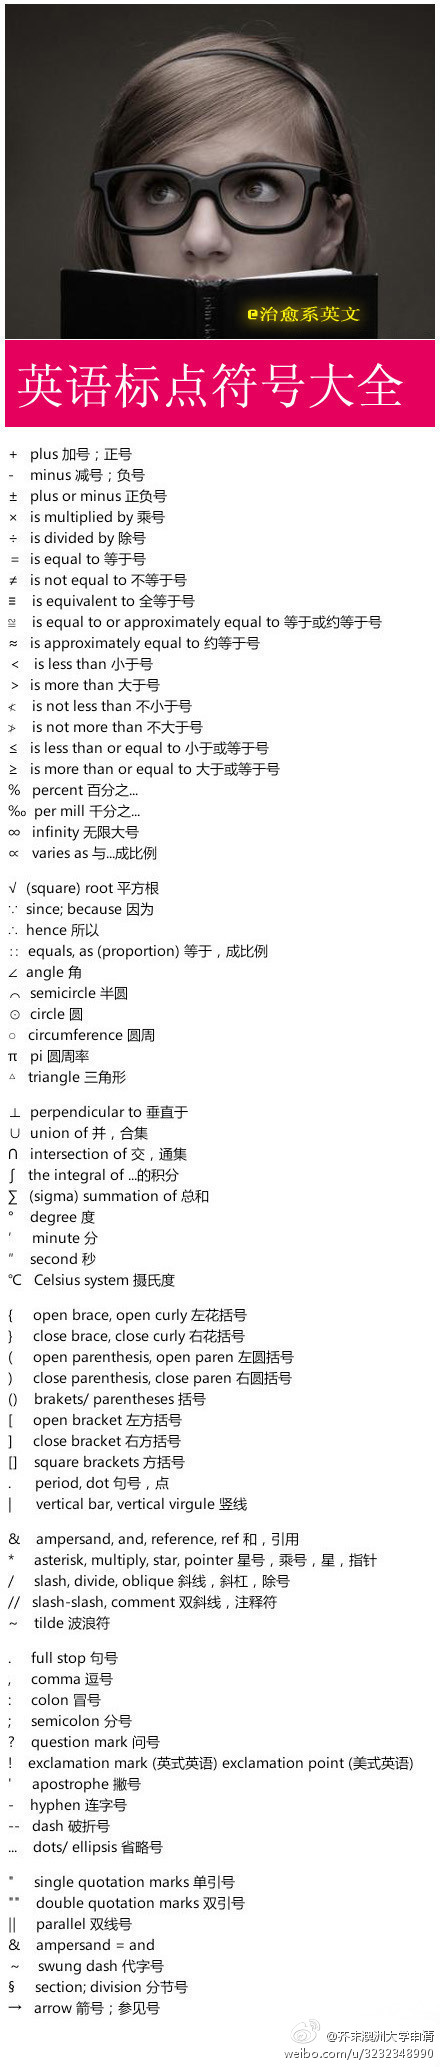 john do
@治愈系英文
英语标点符号大全
+ plus 加号；正号
- minus 减号；负号
± plus or minus 正负号
× is multiplied by 乘号
÷ is divided by 除号
= is equal to 等于号
≠ is not equal to 不等于号
≡ is equivalent to 全等于号
≌ is equal to or approximately equal to 等于或约等于号
≈ is approximately equal to 约等于号
< is less than 小于号
> is more than 大于号
≮ is not less than 不小于号
≯ is not more than 不大于号
≤ is less than or equal to 小于或等于号
≥ is more than or equal to 大于或等于号
% percent 百分之...
‰ per mill 千分之...
∞ infinity 无限大号
∝ varies as 与...成比例
√ (square) root 平方根
∵ since; because 因为
∴ hence 所以
∷ equals, as (proportion) 等于，成比例
∠ angle 角
⌒ semicircle 半圆
⊙ circle 圆
○ circumference 圆周
π pi 圆周率
△ triangle 三角形
⊥ perpendicular to 垂直于
∪ union of 并，合集
∩ intersection of 交，通集
∫ the integral of ...的积分
∑ (sigma) summation of 总和
° degree 度
′ minute 分
″ second 秒
℃ Celsius system 摄氏度
{ open brace, open curly 左花括号
} close brace, close curly 右花括号
( open parenthesis, open paren 左圆括号
) close parenthesis, close paren 右圆括号
() brakets/ parentheses 括号
[ open bracket 左方括号
] close bracket 右方括号
[] square brackets 方括号
. period, dot 句号，点
| vertical bar, vertical virgule 竖线
& ampersand, and, reference, ref 和，引用
* asterisk, multiply, star, pointer 星号，乘号，星，指针
/ slash, divide, oblique 斜线，斜杠，除号
// slash-slash, comment 双斜线，注释符
~ tilde 波浪符
. full stop 句号
, comma 逗号
: colon 冒号
; semicolon 分号
? question mark 问号
! exclamation mark (英式英语) exclamation point (美式英语)
' apostrophe 撇号
- hyphen 连字号
-- dash 破折号
... dots/ ellipsis 省略号
" single quotation marks 单引号
"" double quotation marks 双引号
|| parallel 双线号
& ampersand = and
~ swung dash 代字号
§ section; division 分节号
→ arrow 箭号；参见号
@芥末澳洲大学申请
weibo.com/u/3232348990